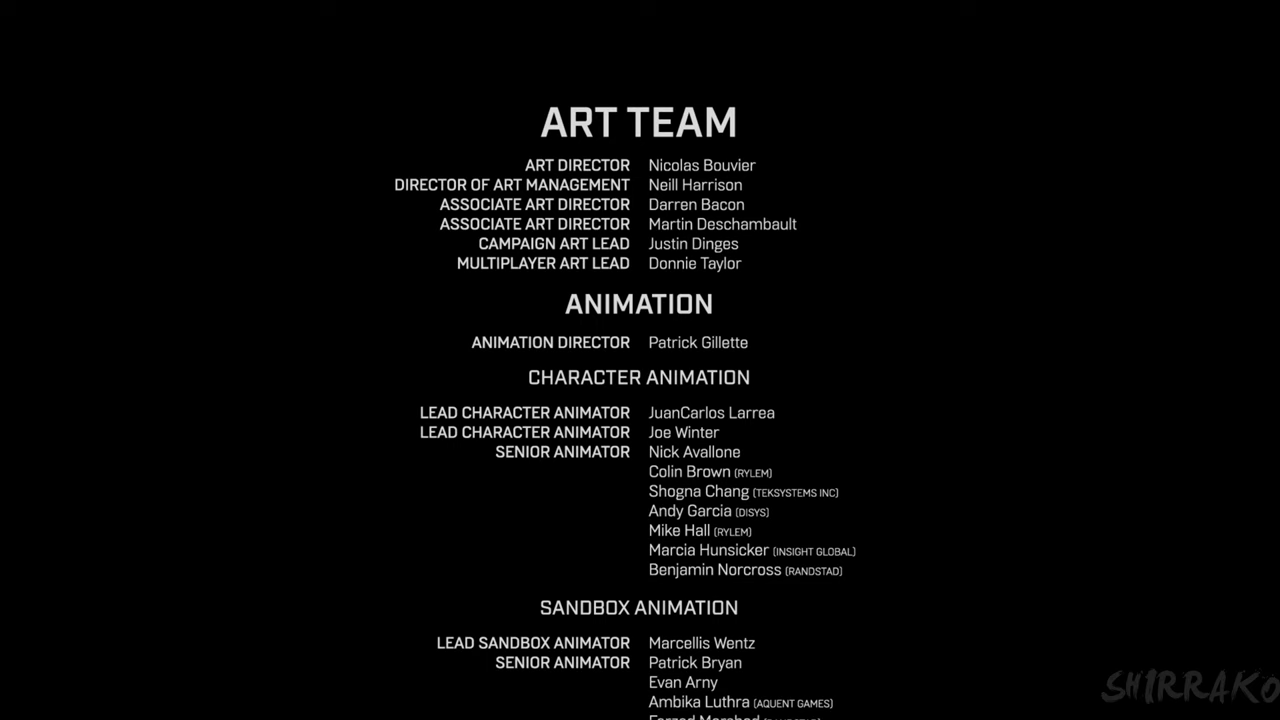 ART TEAM
ART DIRECTOR Nicolas Bouvier
DIRECTOR OF ART MANAGEMENT Neill Harrison
ASSOCIATE ART DIRECTOR Darren Bacon
ASSOCIATE ART DIRECTOR Martin Deschambault
CAMPAIGN ART LEAD Justin Dinges
MULTIPLAYER ART LEAD Donnie Taylor
ANIMATION
ANIMATION DIRECTOR Patrick Gillette
CHARACTER ANIMATION
LEAD CHARACTER ANIMATOR JuanCarlos Larrea
LEAD CHARACTER ANIMATOR Joe Winter
SENIOR ANIMATOR Nick Avallone
Colin Brown (RYLEM)
Shogna Chang (TEKSYSTEMS INC)
Andy Garcia (DISYS)
Mike Hall (RYLEM)
Marcia Hunsicker (INSIGHT GLOBAL)
Benjamin Norcross (RANDSTAD)
SANDBOX ANIMATION
LEAD SANDBOX ANIMATOR Marcellis Wentz
SENIOR ANIMATOR Patrick Bryan
Evan Arny
Ambika Luthra (AQUENT GAMES)
SHIRRAKO